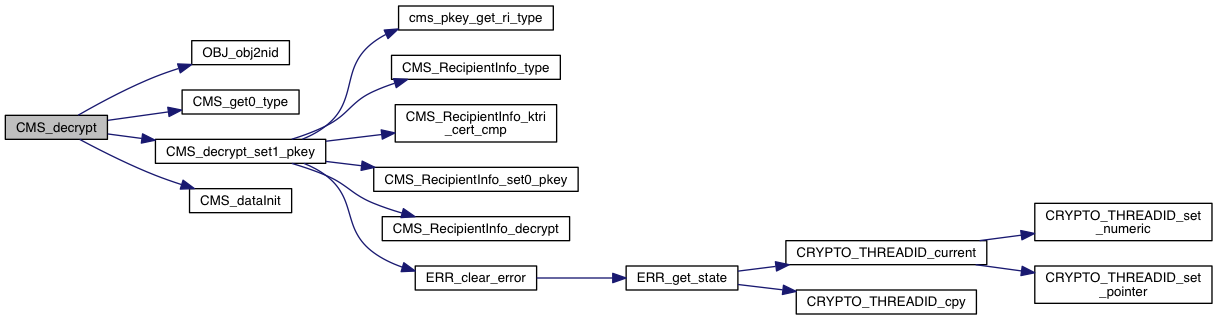 cms_pkey_get_ri_type
OBJ_obj2nid
CMS_RecipientInfo_type
CMS_get0_type
CMS_RecipientInfo_ktri
_cert_cmp
CMS_decrypt
CMS_decrypt_set1_pkey
CMS_RecipientInfo_set0_pkey
CMS_dataInit
CMS_RecipientInfo_decrypt
CRYPTO_THREADID_set
_numeric
CRYPTO_THREADID_current
ERR_clear_error
ERR_get_state
CRYPTO_THREADID_set
_pointer
CRYPTO_THREADID_cpy